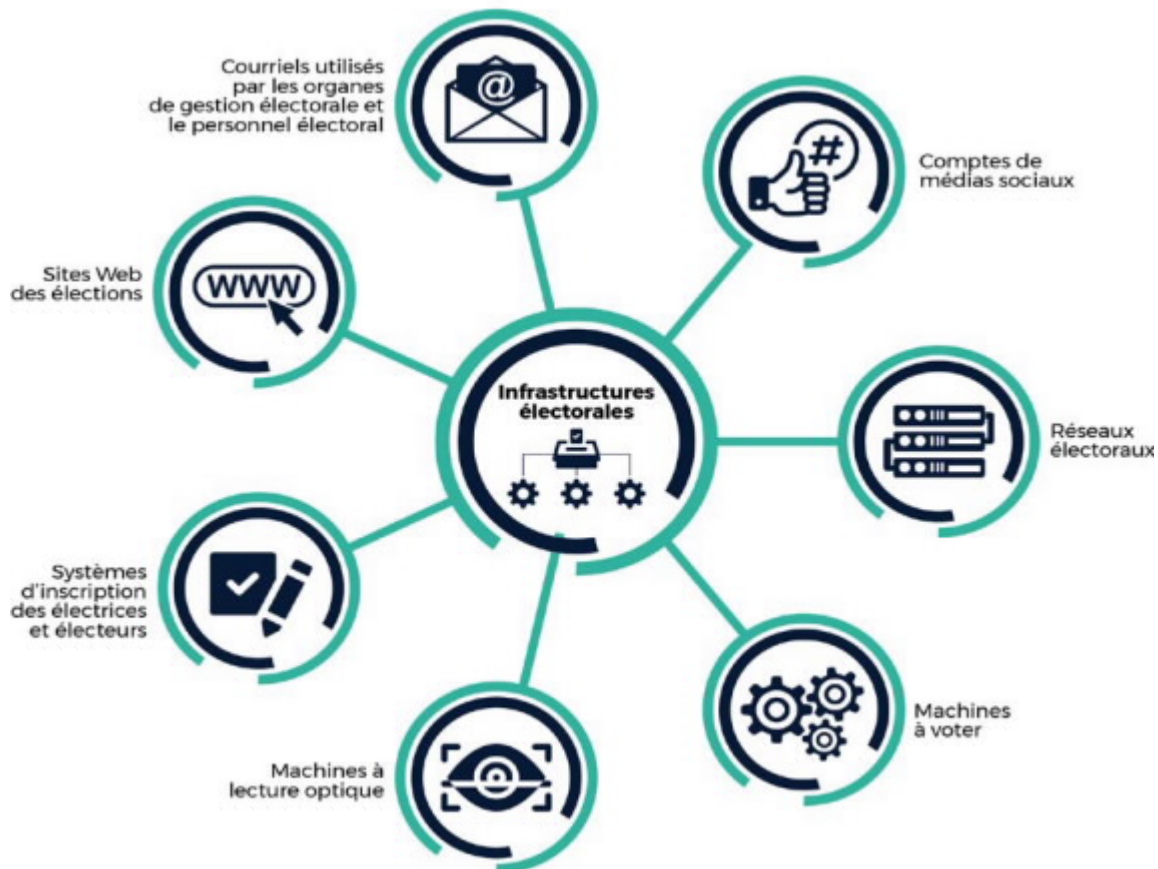 Courriels utilisés
par les organes
de gestion électorale et
le personnel électoral
@
#
Comptes de
médias sociaux
Sites Web
des élections
WWW
Infrastructures
électorales
Réseaux
électoraux
Systèmes
d'inscription
des électrices
et électeurs
Machines
à voter
Machines à
lecture optique